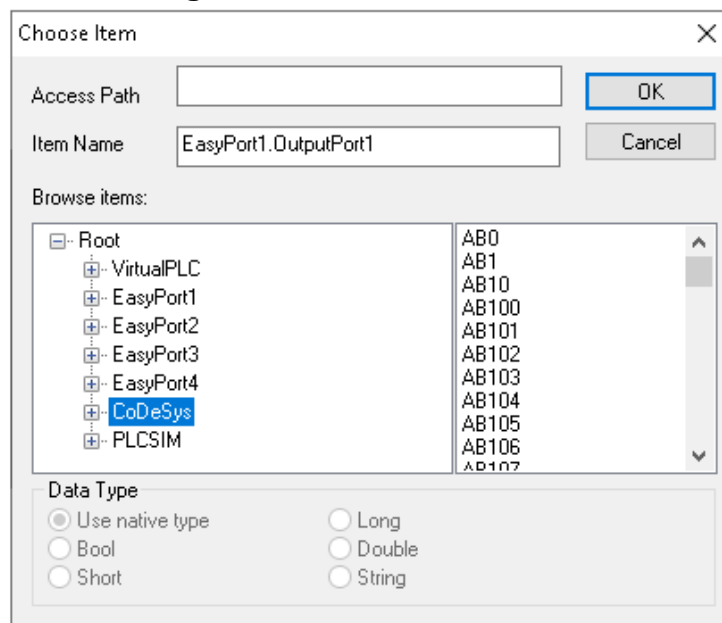 Choose Item
Access Path
OK
Item Name
EasyPort1.OutputPort1
Cancel
Browse items:
Root
VirtualPLC
EasyPort1
EasyPort2
EasyPort3
EasyPort4
CoDeSys
PLCSIM
AB0
AB1
AB10
AB100
AB101
AB102
AB103
AB104
AB105
AB106
AB107
Data Type
Use native type
Long
Bool
Double
Short
String